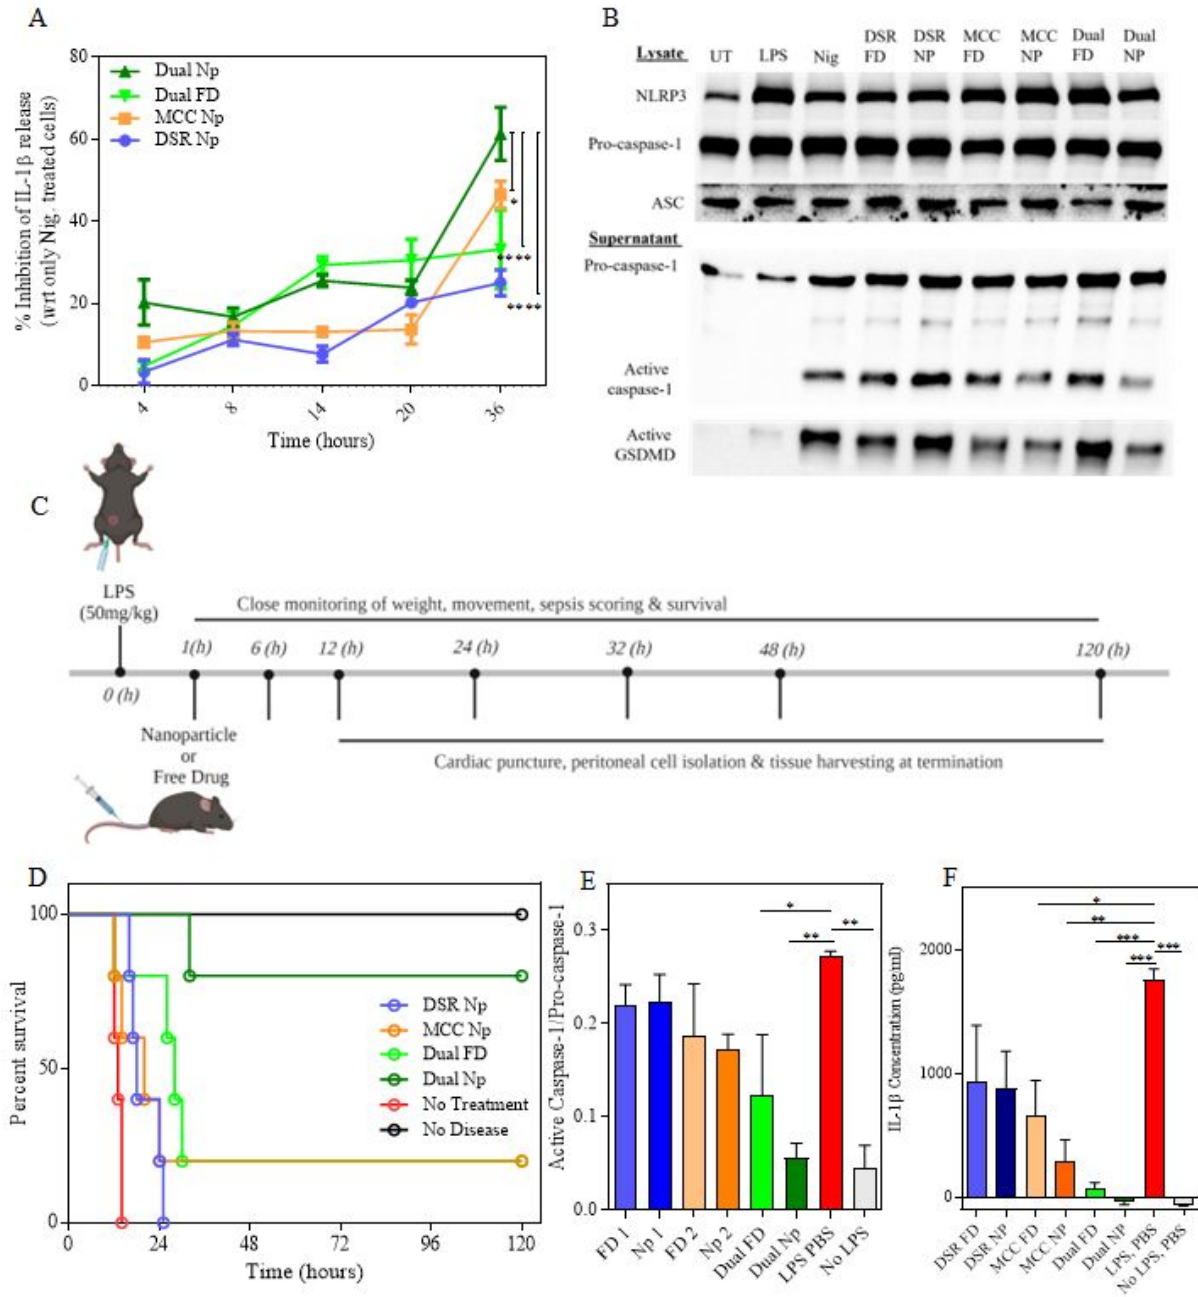 A
% Inhibition of IL-1β release
(wrt only Nig. treated cells)
80
60
40
20
0
Dual Np
Dual FD
MCC Np
DSR Np
*
****
****
4
8
14
20
36
Time (hours)
B
Lysate
UT
LPS
Nig
DSR FD
DSR NP
MCC FD
MCC NP
Dual FD
Dual NP
NLRP3
Pro-caspase-1
ASC
Supernatant
Pro-caspase-1
Active
caspase-1
Active
GSDMD
C
LPS
(50mg/kg)
Close monitoring of weight, movement, sepsis scoring & survival
0 (h)
1(h)
6 (h)
12 (h)
24 (h)
32 (h)
48 (h)
120 (h)
Nanoparticle
or
Free Drug
Cardiac puncture, peritoneal cell isolation & tissue harvesting at termination
D
Percent survival
100
50
0
DSR Np
MCC Np
Dual FD
Dual Np
No Treatment
No Disease
0
24
48
72
96
120
Time (hours)
E
Active Caspase-1/Pro-caspase-1
0.3
0.2
0.1
0.0
*
**
**
FD 1
Np 1
FD 2
Np 2
Dual FD
Dual Np
LPS PBS
No LPS
F
IL-1β Concentration (pg/ml)
2000
1000
0
*
**
***
***
***
DSR FD
DSR NP
MCC FD
MCC NP
Dual FD
Dual NP
LPS, PBS
No LPS, PBS